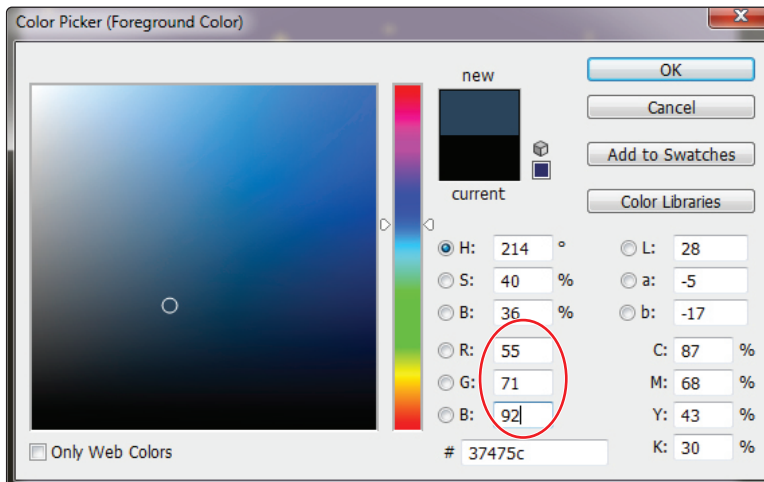 Color Picker (Foreground Color)
new
OK
Cancel
Add to Swatches
current
Color Libraries
H: 214 °
L: 28
S: 40 %
a: -5
B: 36 %
b: -17
R: 55
C: 87 %
G: 71
M: 68 %
B: 92
Y: 43 %
Only Web Colors
# 37475c
K: 30 %